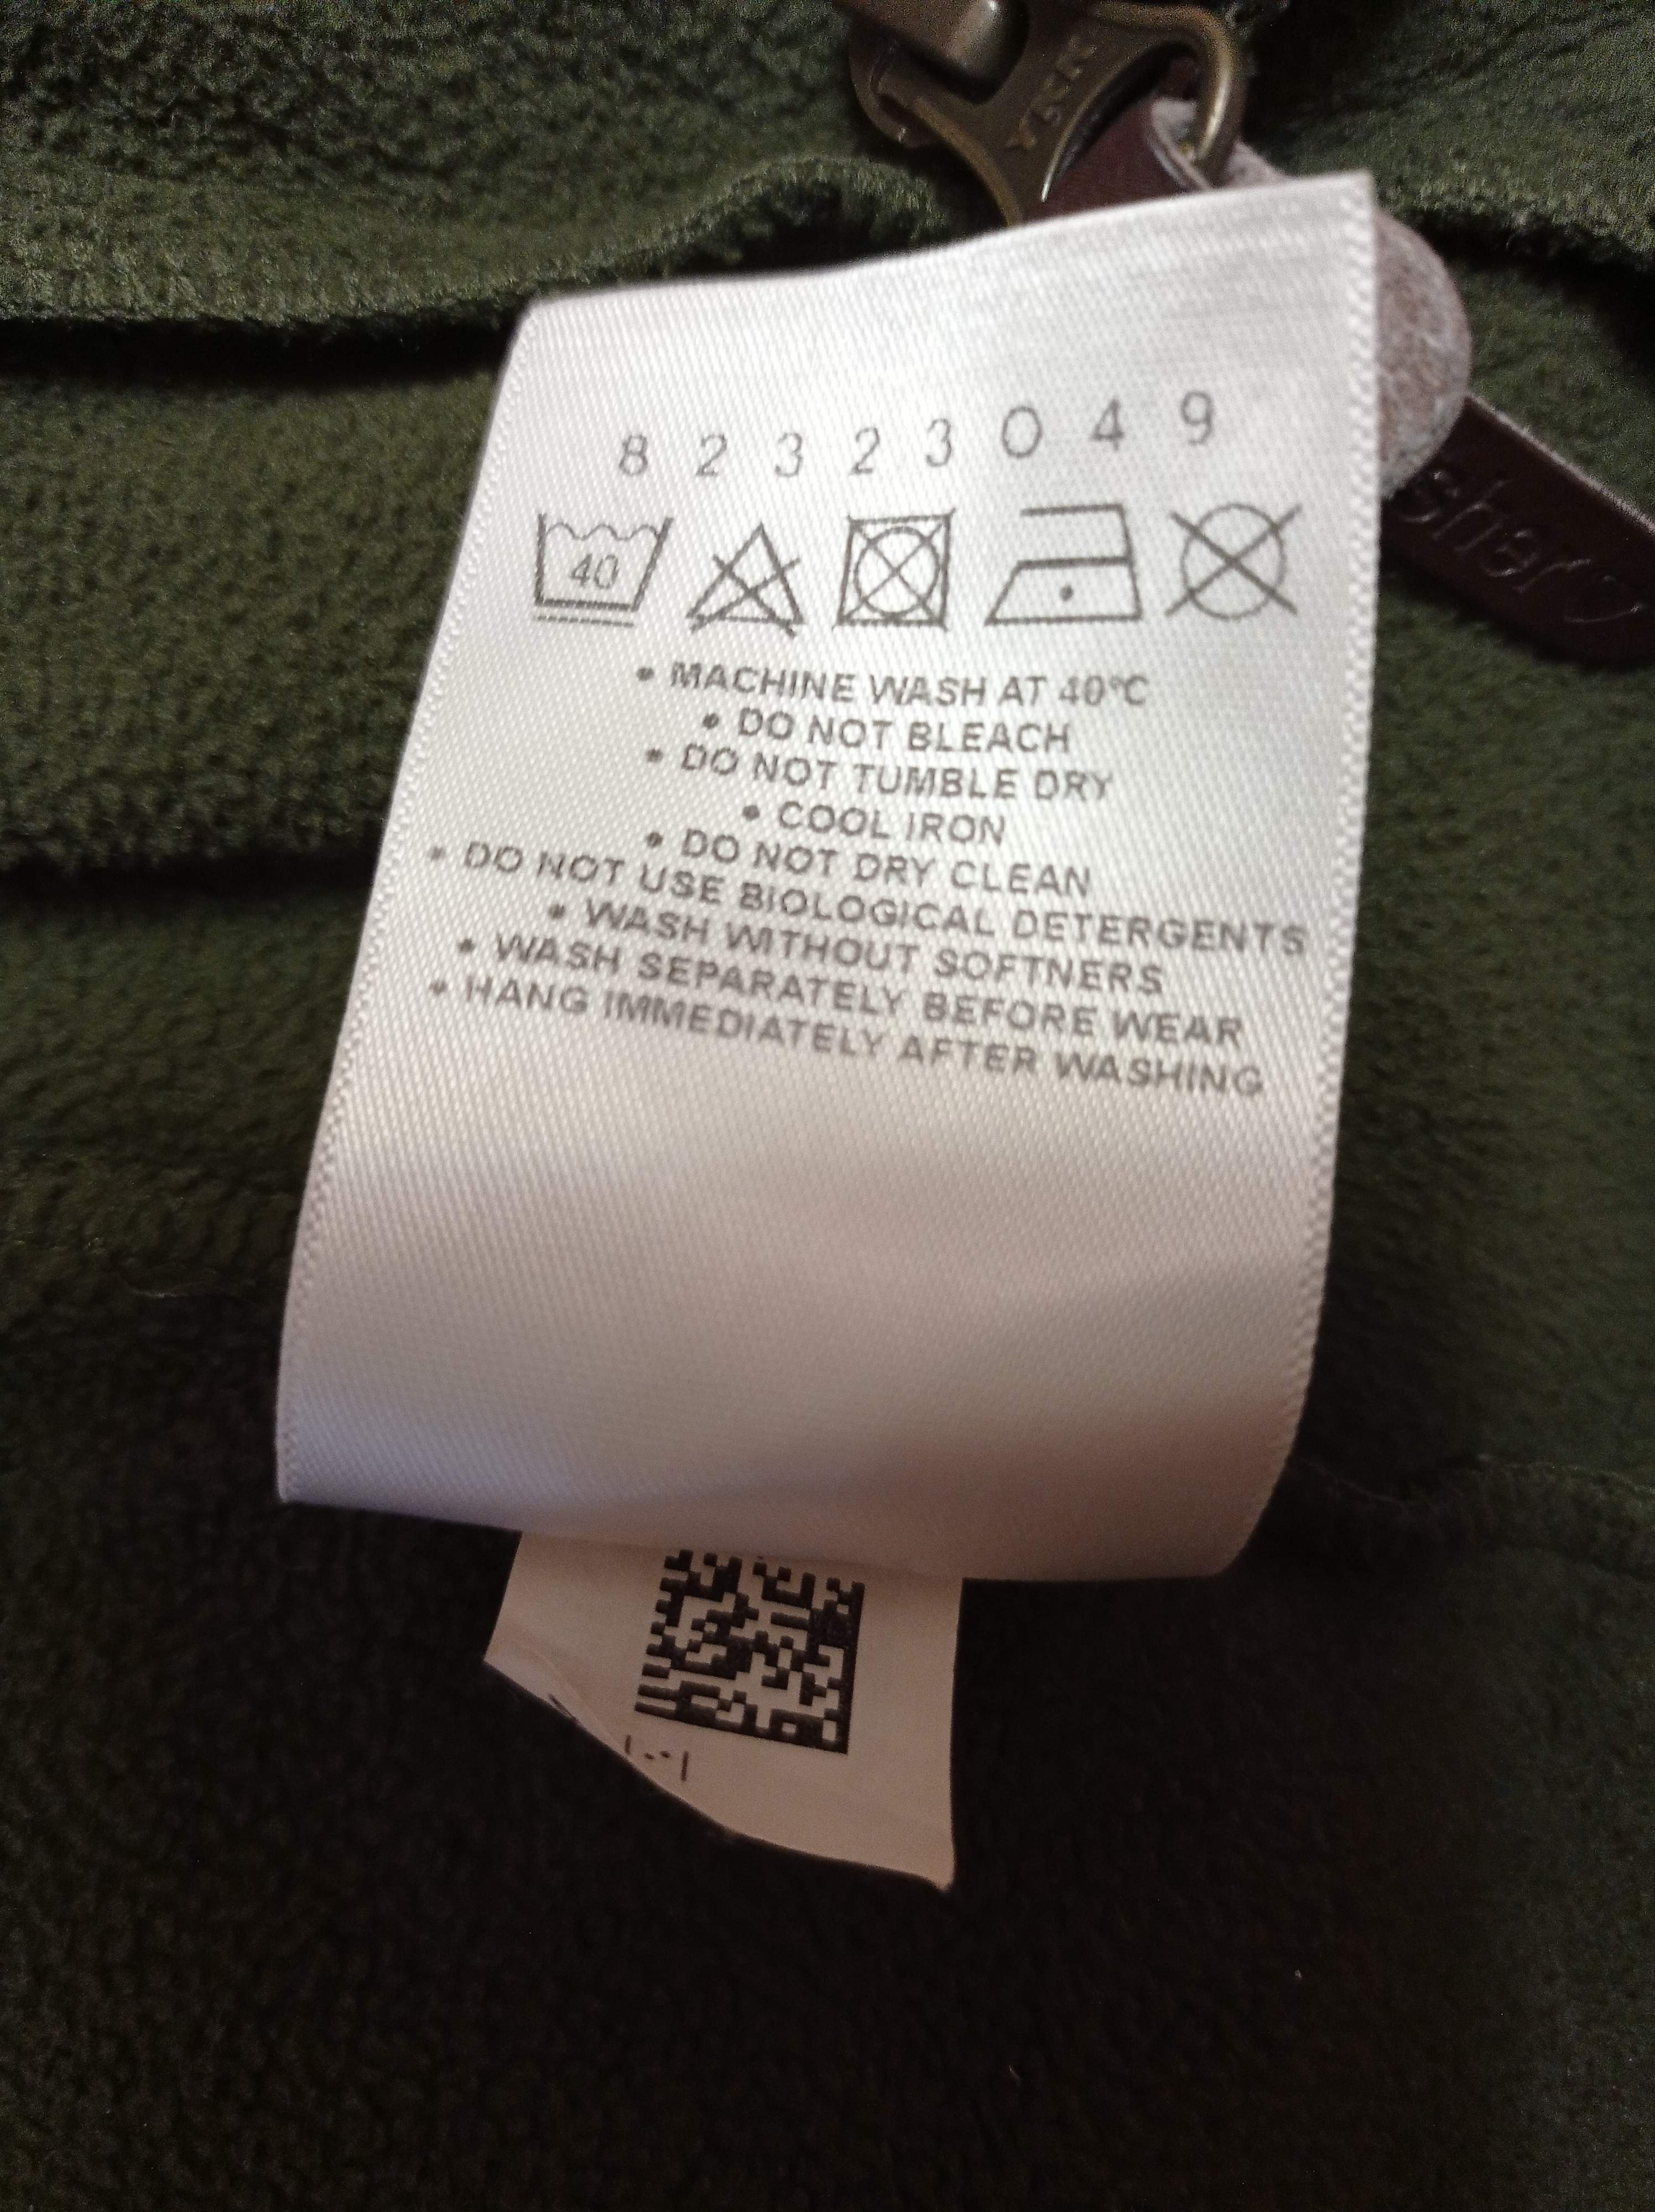 YKK
8 2 3 2 3 0 4 9
40
• MACHINE WASH AT 40°C
• DO NOT BLEACH
• DO NOT TUMBLE DRY
• COOL IRON
• DO NOT DRY CLEAN
• DO NOT USE BIOLOGICAL DETERGENTS
• WASH WITHOUT SOFTNERS
• WASH SEPARATELY BEFORE WEAR
• HANG IMMEDIATELY AFTER WASHING